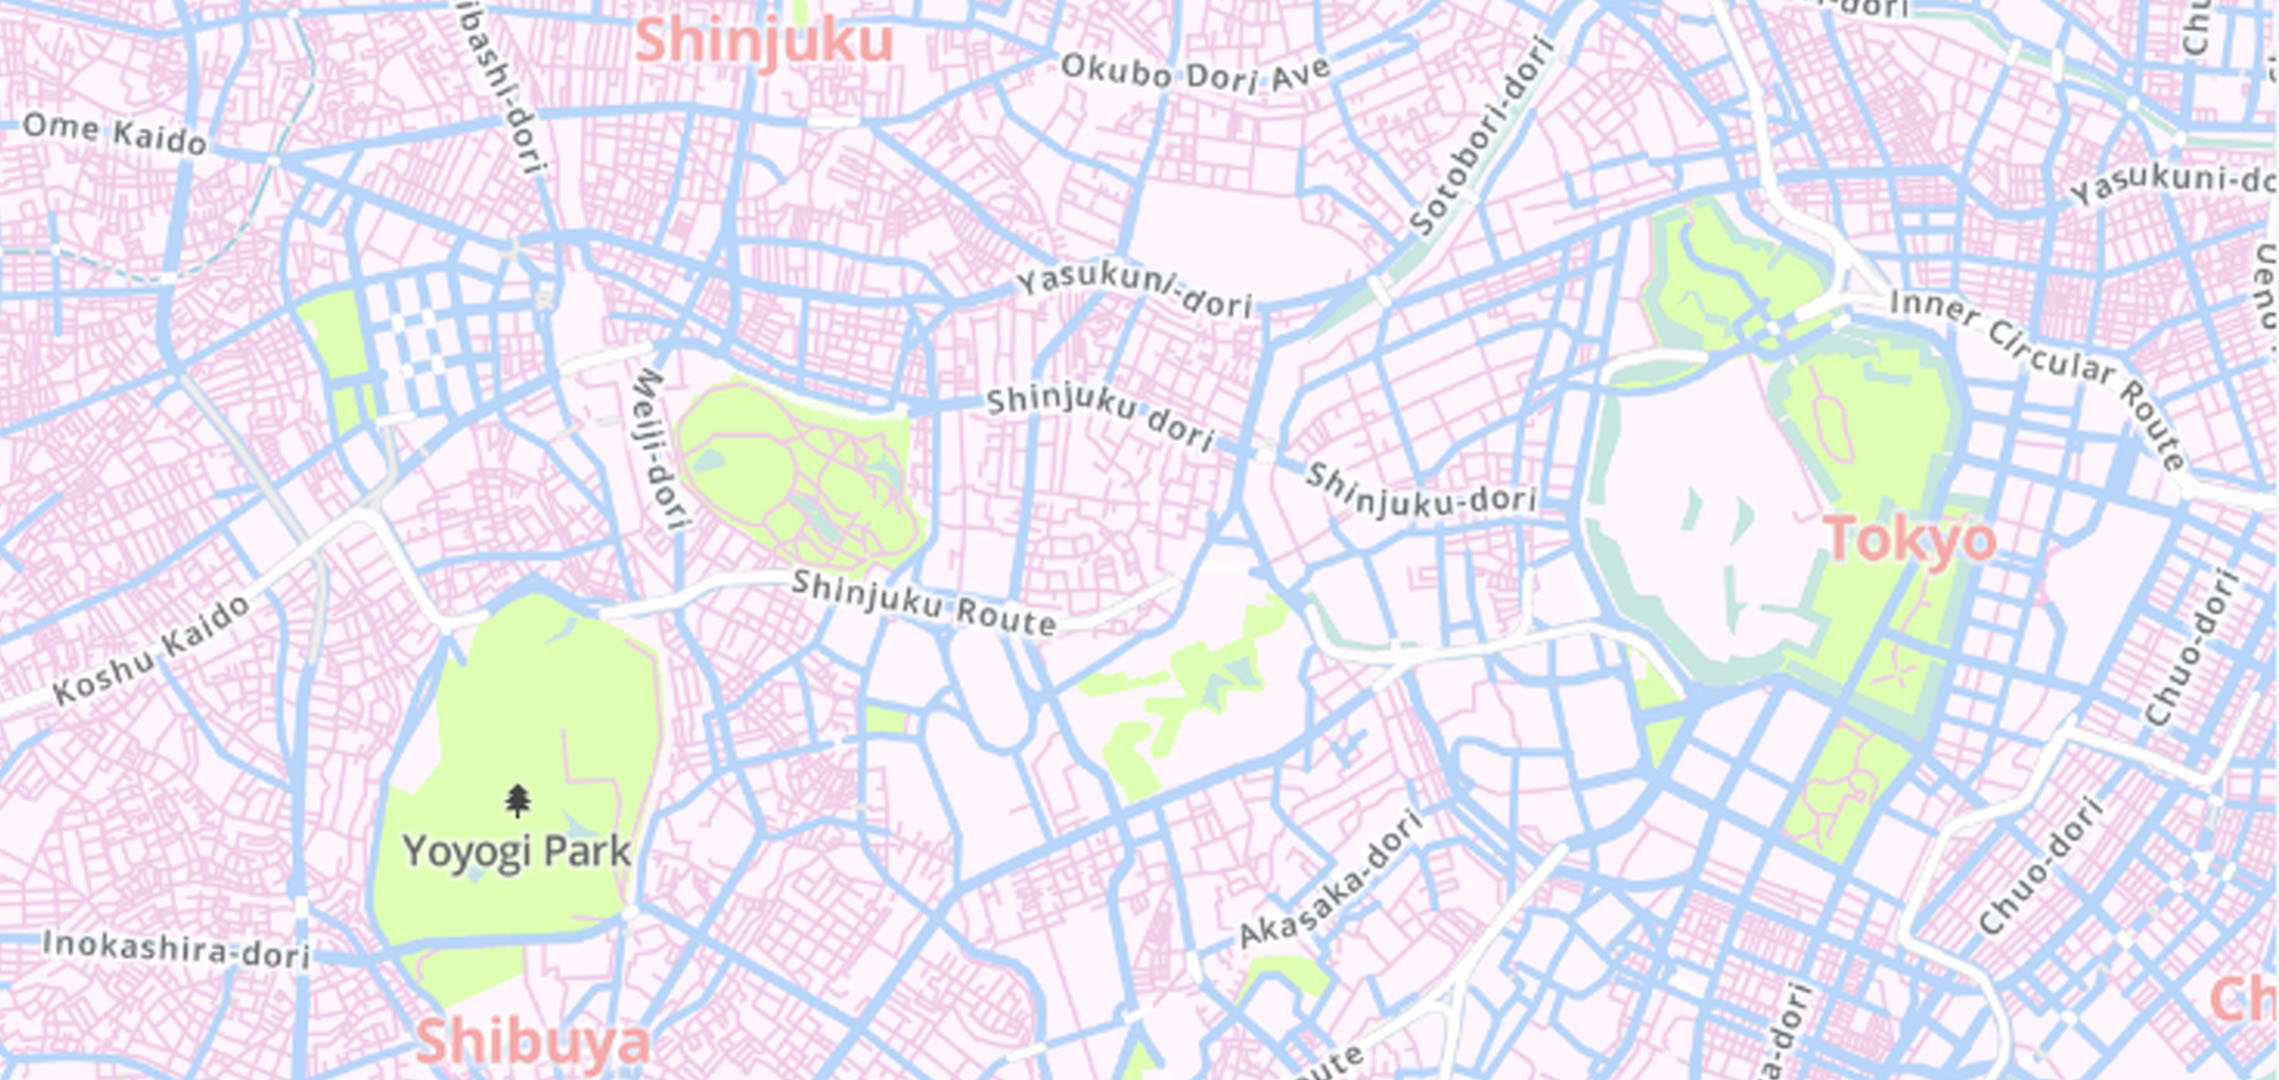 Shinjuku
Okubo Dori Ave
Sotobori-dori
Ome Kaido
Yasukuni-do
Yasukuni-dori
Inner Circular Route
Meiji-dori
Shinjuku dori
Shinjuku-dori
Tokyo
Shinjuku Route
Koshu Kaido
Chuo-dori
Yoyogi Park
Akasaka-dori
Chuo-dori
Inokashira-dori
Shibuya
Ch